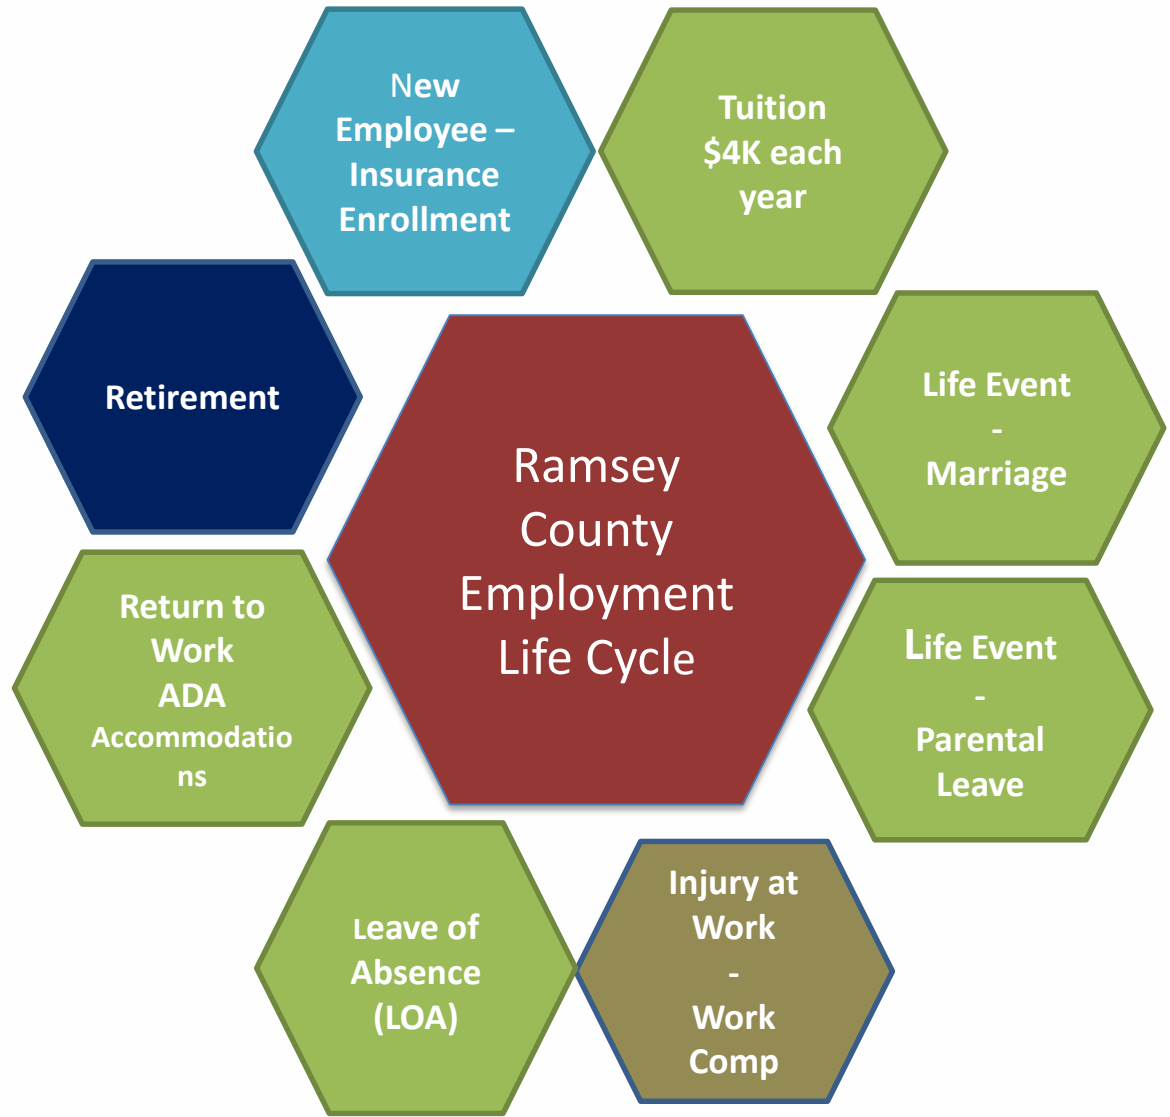 New
Employee –
Insurance
Enrollment
Tuition
$4K each
year
Life Event
-
Marriage
Life Event
-
Parental
Leave
Injury at
Work
-
Work
Comp
Leave of
Absence
(LOA)
Return to
Work
ADA
Accommodatio
ns
Retirement
Ramsey
County
Employment
Life Cycle